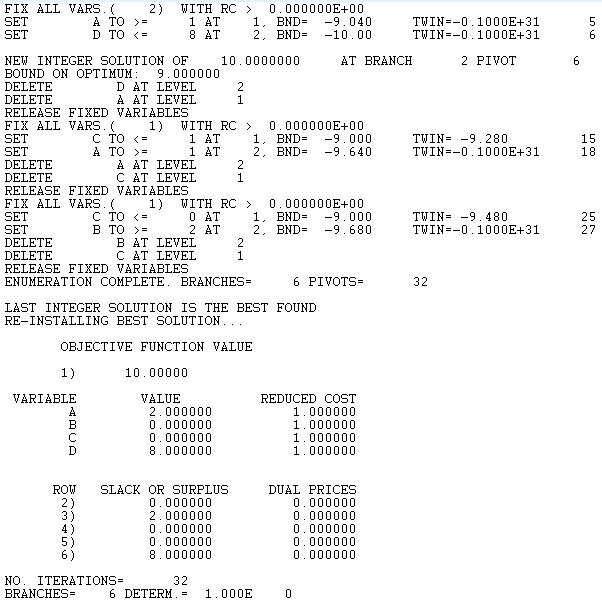 FIX ALL VARS.(    2)  WITH RC >  0.000000E+00
SET       A TO >=    1 AT    1, BND=  -9.040     TWIN=-0.1000E+31      5
SET       D TO <=    8 AT    2, BND=  -10.00     TWIN=-0.1000E+31      6
NEW INTEGER SOLUTION OF    10.0000000     AT BRANCH      2 PIVOT      6
BOUND ON OPTIMUM:  9.000000
DELETE        D AT LEVEL    2
DELETE        A AT LEVEL    1
RELEASE FIXED VARIABLES
FIX ALL VARS.(    1)  WITH RC >  0.000000E+00
SET       C TO <=    1 AT    1, BND=  -9.000     TWIN= -9.280         15
SET       A TO >=    1 AT    2, BND=  -9.640     TWIN=-0.1000E+31     18
DELETE        A AT LEVEL    2
DELETE        C AT LEVEL    1
RELEASE FIXED VARIABLES
FIX ALL VARS.(    1)  WITH RC >  0.000000E+00
SET       C TO <=    0 AT    1, BND=  -9.000     TWIN= -9.480         25
SET       B TO >=    2 AT    2, BND=  -9.680     TWIN=-0.1000E+31     27
DELETE        B AT LEVEL    2
DELETE        C AT LEVEL    1
RELEASE FIXED VARIABLES
ENUMERATION COMPLETE. BRANCHES=     6 PIVOTS=      32
LAST INTEGER SOLUTION IS THE BEST FOUND
RE-INSTALLING BEST SOLUTION...
OBJECTIVE FUNCTION VALUE
1)      10.00000
VARIABLE        VALUE          REDUCED COST
A         2.000000          1.000000
B         0.000000          1.000000
C         0.000000          1.000000
D         8.000000          1.000000
ROW   SLACK OR SURPLUS     DUAL PRICES
2)         0.000000          0.000000
3)         2.000000          0.000000
4)         0.000000          0.000000
5)         0.000000          0.000000
6)         8.000000          0.000000
NO. ITERATIONS=      32
BRANCHES=    6 DETERM.=  1.000E    0